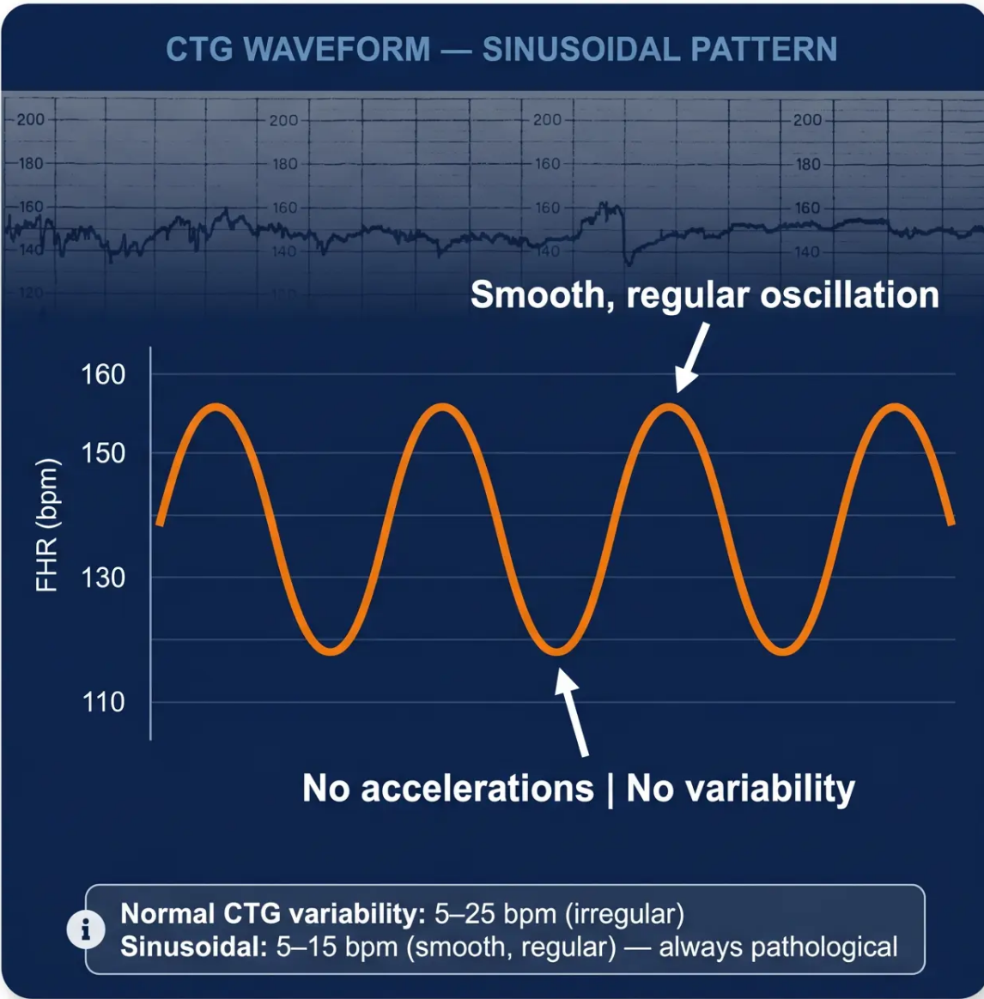 CTG WAVEFORM — SINUSOIDAL PATTERN
200 200 200 200
180 180 160 180
160 160 160 160
140 140 140 140
120
Smooth, regular oscillation
160
150
FHR (bpm)
130
110
No accelerations | No variability
Normal CTG variability: 5–25 bpm (irregular)
i
Sinusoidal: 5–15 bpm (smooth, regular) — always pathological